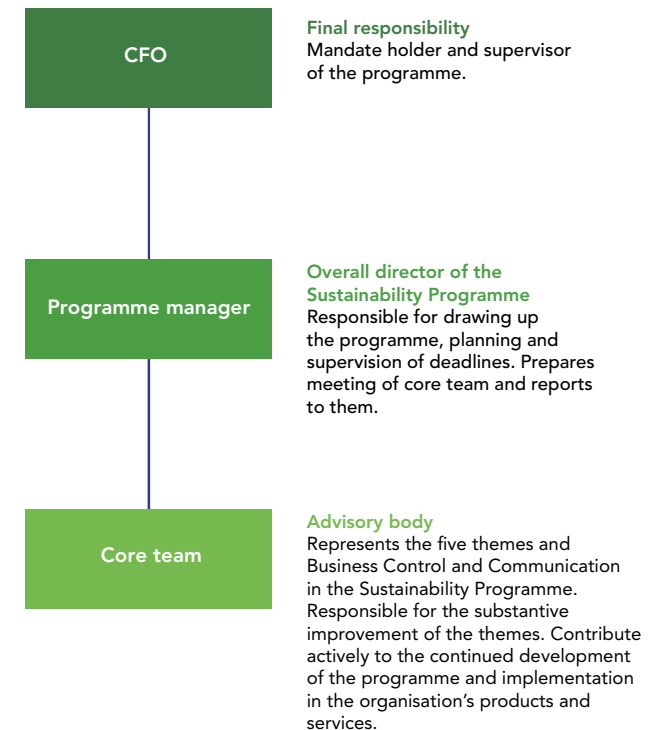 CFO
Final responsibility
Mandate holder and supervisor
of the programme.
Programme manager
Overall director of the
Sustainability Programme
Responsible for drawing up
the programme, planning and
supervision of deadlines. Prepares
meeting of core team and reports
to them.
Core team
Advisory body
Represents the five themes and
Business Control and Communication
in the Sustainability Programme.
Responsible for the substantive
improvement of the themes. Contribute
actively to the continued development
of the programme and implementation
in the organisation’s products and
services.